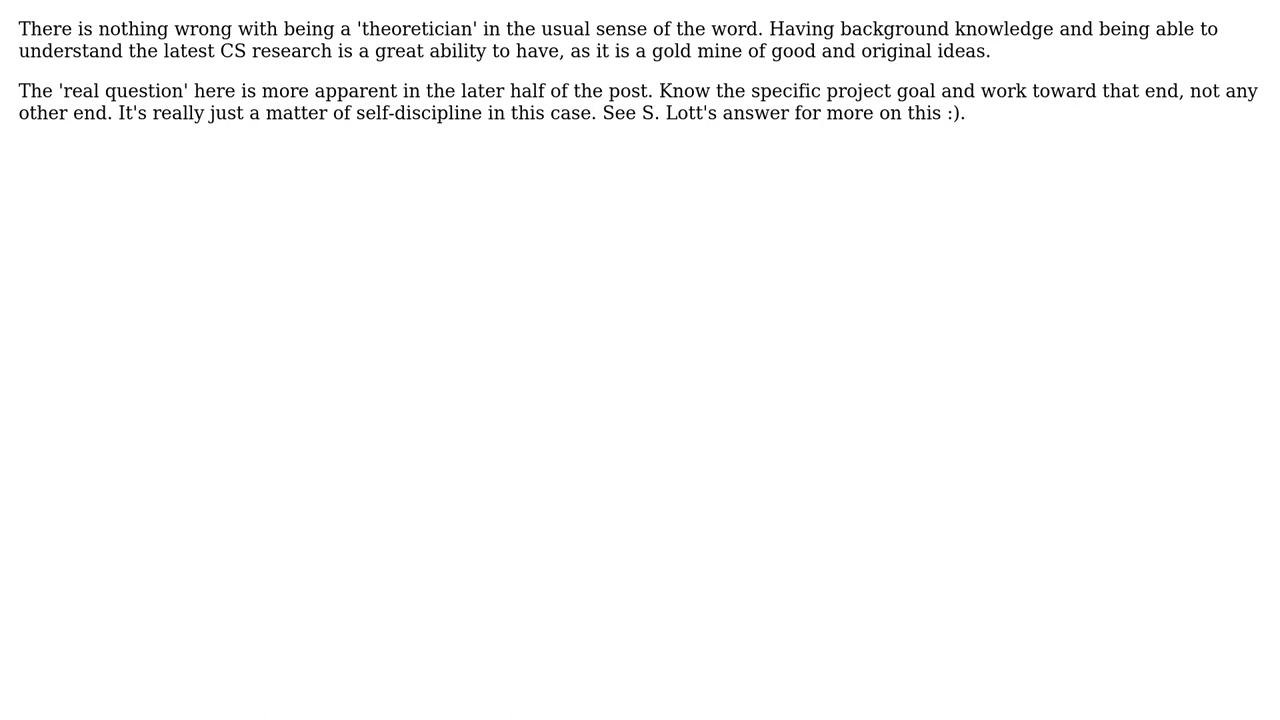 There is nothing wrong with being a 'theoretician' in the usual sense of the word. Having background knowledge and being able to
understand the latest CS research is a great ability to have, as it is a gold mine of good and original ideas.
The 'real question' here is more apparent in the later half of the post. Know the specific project goal and work toward that end, not any
other end. It's really just a matter of self-discipline in this case. See S. Lott's answer for more on this :).